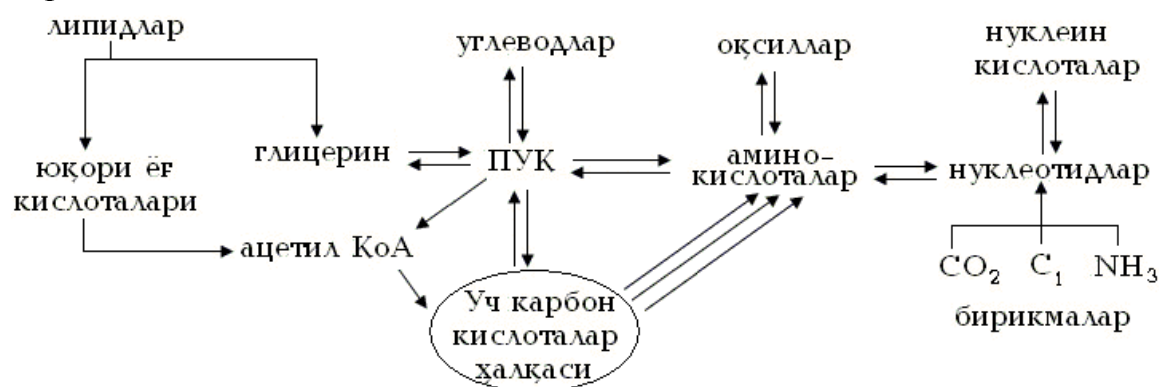 липидлар
углеводлар
оқсиллар
нуклеин
кислоталар
юқори ёғ
кислоталари
глицерин
ПУК
амино-
кислоталар
нуклеотидлар
ацетил КоА
Уч карбон
кислоталар
ҳалқаси
CO₂ C₁ NH₃
бирикмалар